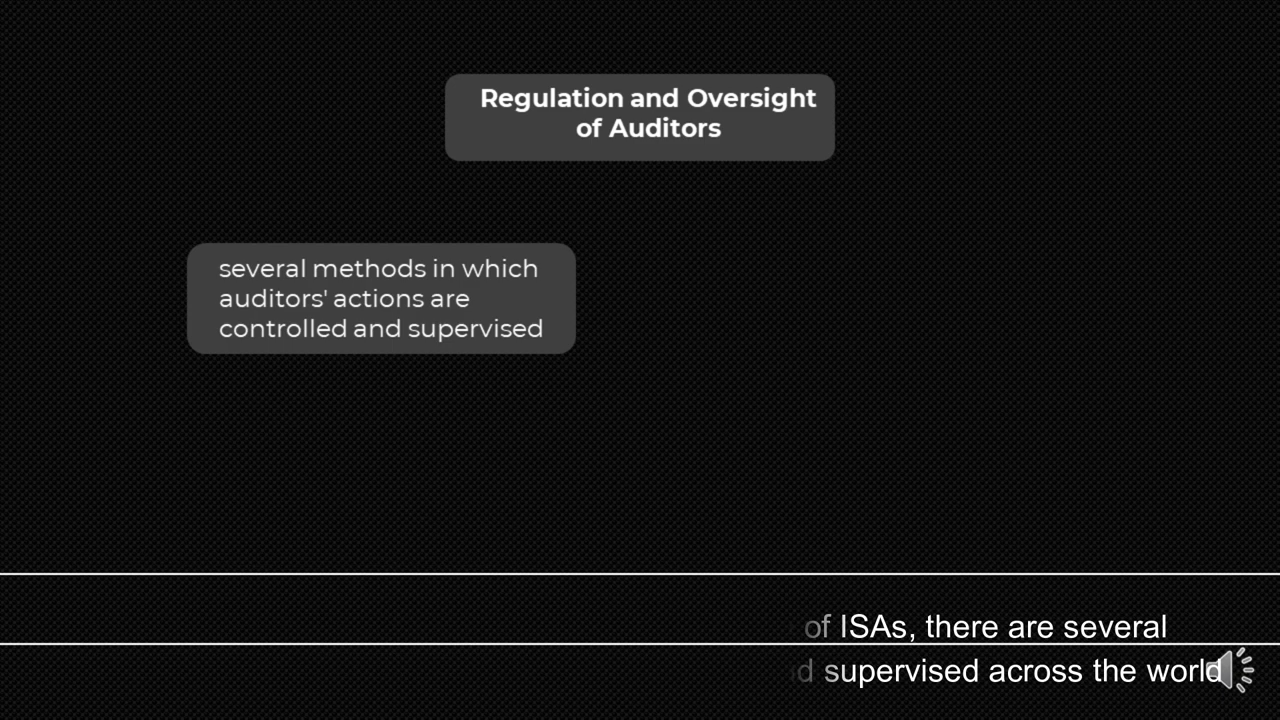 Regulation and Oversight
of Auditors
several methods in which
auditors' actions are
controlled and supervised
of ISAs, there are several
supervised across the world